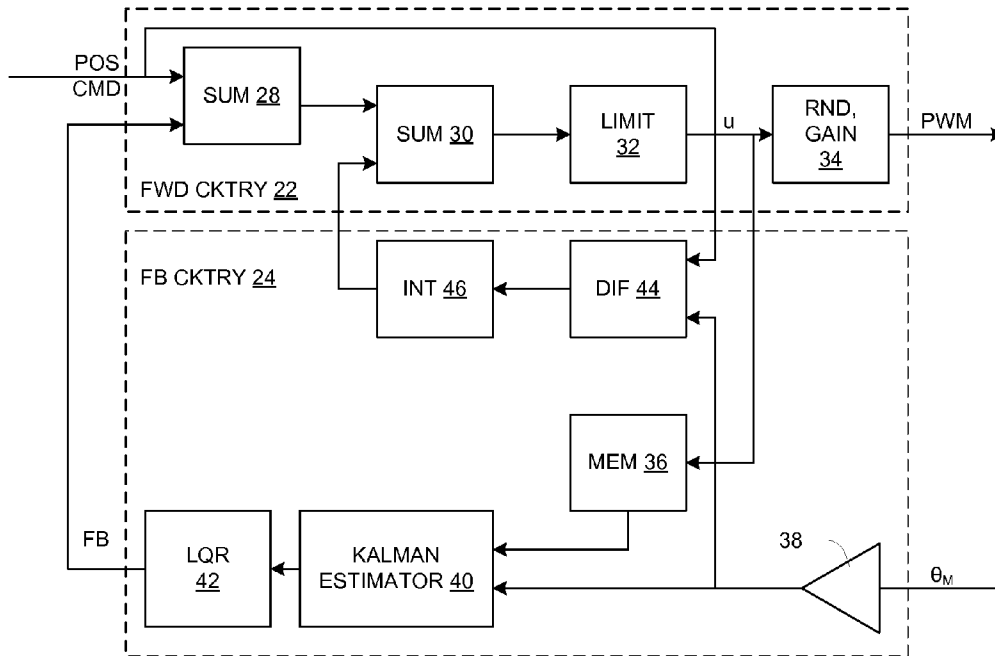 POS
CMD
SUM 28
SUM 30
LIMIT
32
u
RND,
GAIN
34
PWM
FWD CKTRY 22
FB CKTRY 24
INT 46
DIF 44
MEM 36
FB
LQR
42
KALMAN
ESTIMATOR 40
38
θM